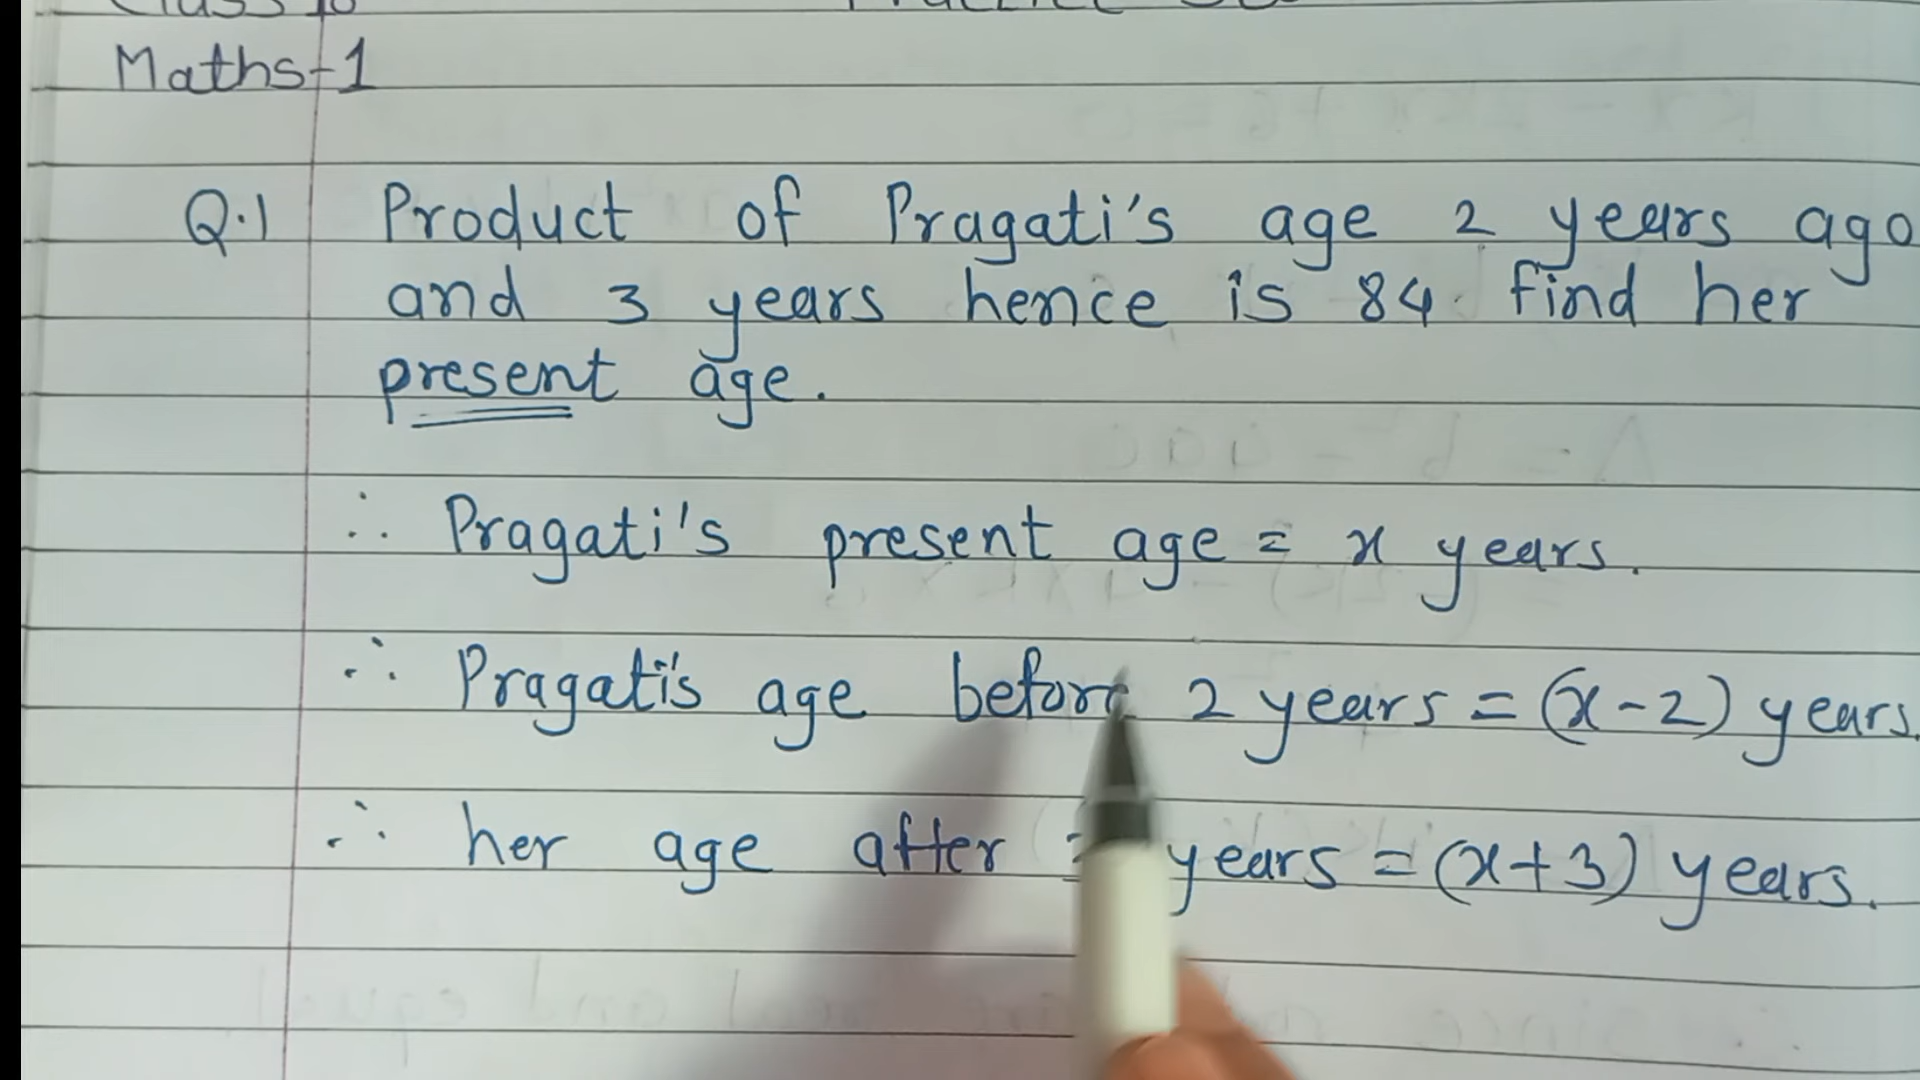 Maths-1
Q.1 Product of Pragati's age 2 years ago
and 3 years hence is 84. find her
present age.
∴ Pragati's present age = x years.
∴ Pragati's age before 2 years = (x-2) years.
∴ her age after years = (x+3) years.